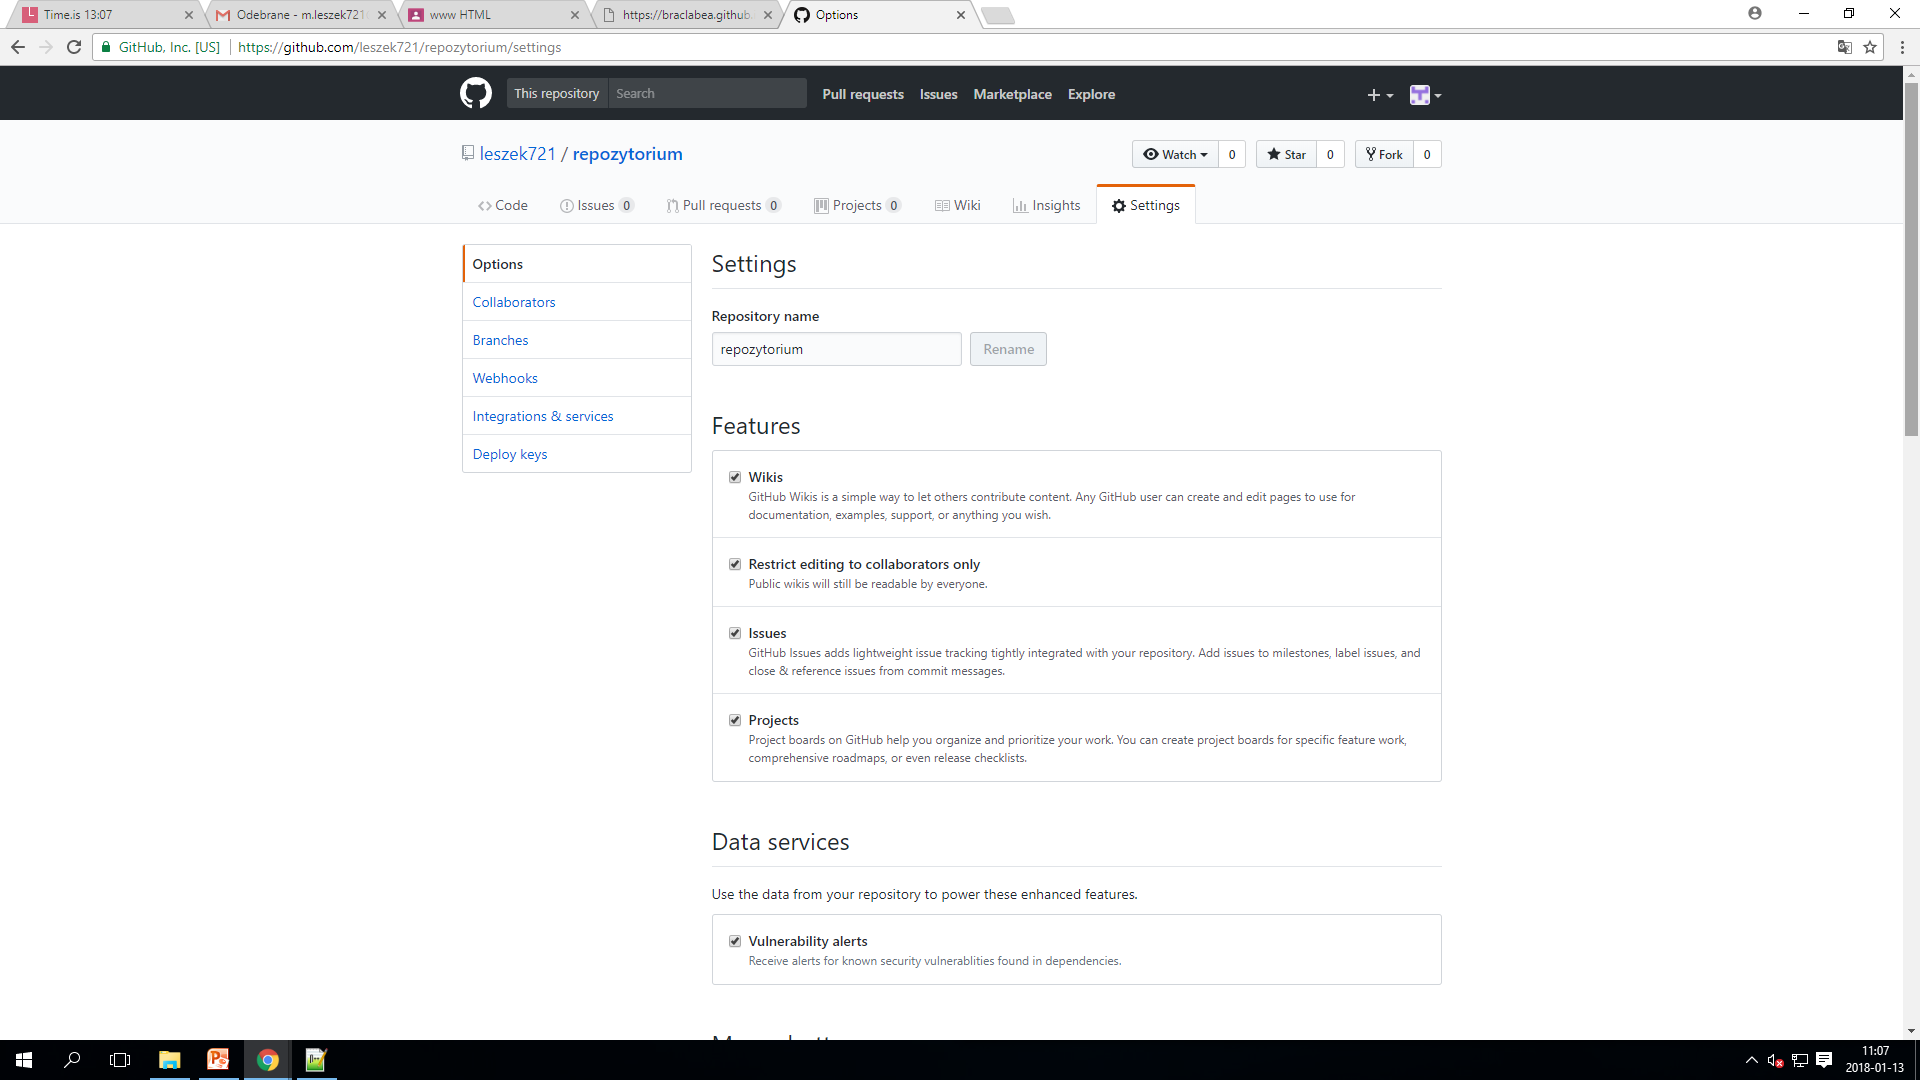 Time.is 13:07
Odebrane - m.leszek721
www HTML
https://braclabea.github.
Options
GitHub, Inc. [US]
https://github.com/leszek721/repozytorium/settings
This repository
Search
Pull requests
Issues
Marketplace
Explore
leszek721 / repozytorium
Watch
0
Star
0
Fork
0
Code
Issues 0
Pull requests 0
Projects 0
Wiki
Insights
Settings
Options
Collaborators
Branches
Webhooks
Integrations & services
Deploy keys
Settings
Repository name
repozytorium
Rename
Features
Wikis
GitHub Wikis is a simple way to let others contribute content. Any GitHub user can create and edit pages to use for
documentation, examples, support, or anything you wish.
Restrict editing to collaborators only
Public wikis will still be readable by everyone.
Issues
GitHub Issues adds lightweight issue tracking tightly integrated with your repository. Add issues to milestones, label issues, and
close & reference issues from commit messages.
Projects
Project boards on GitHub help you organize and prioritize your work. You can create project boards for specific feature work,
comprehensive roadmaps, or even release checklists.
Data services
Use the data from your repository to power these enhanced features.
Vulnerability alerts
Receive alerts for known security vulnerablities found in dependencies.
11:07
2018-01-13